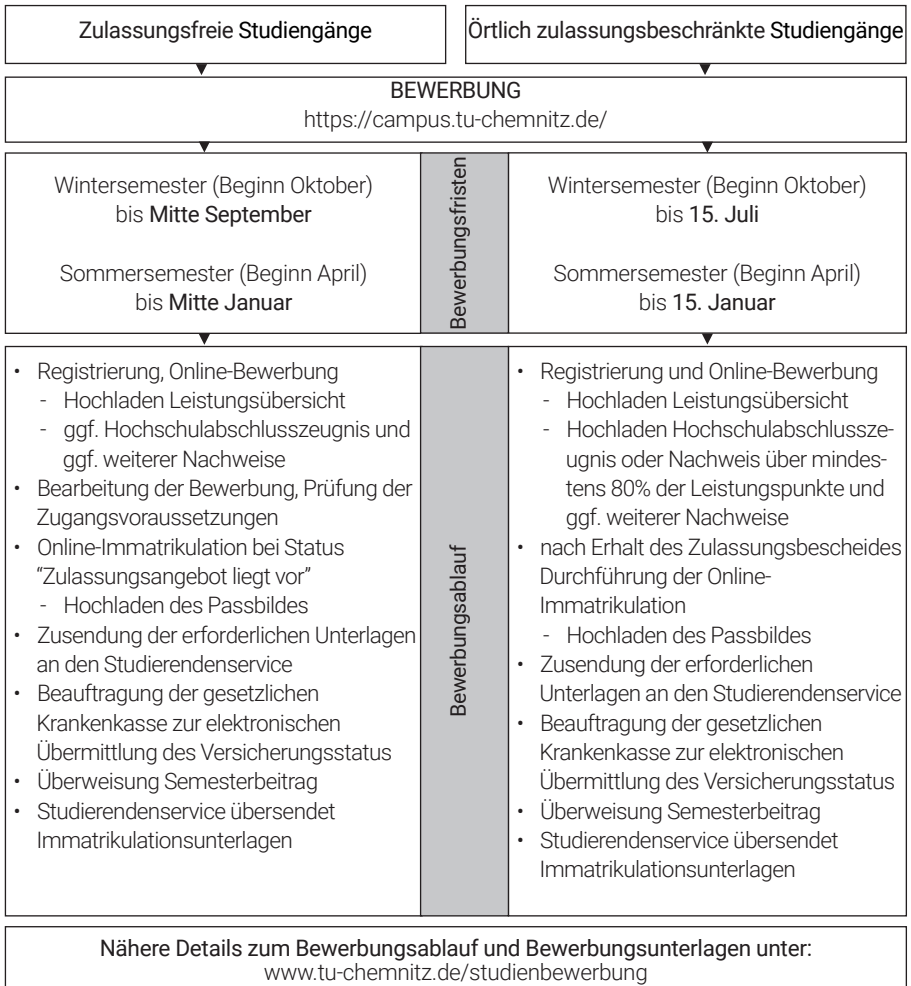 Zulassungsfreie Studiengänge
Örtlich zulassungsbeschränkte Studiengänge
BEWERBUNG
https://campus.tu-chemnitz.de/
Wintersemester (Beginn Oktober)
bis Mitte September
Sommersemester (Beginn April)
bis Mitte Januar
Bewerbungsfristen
Wintersemester (Beginn Oktober)
bis 15. Juli
Sommersemester (Beginn April)
bis 15. Januar
• Registrierung, Online-Bewerbung
- Hochladen Leistungsübersicht
- ggf. Hochschulabschlusszeugnis und
ggf. weiterer Nachweise
• Bearbeitung der Bewerbung, Prüfung der
Zugangsvoraussetzungen
• Online-Immatrikulation bei Status
"Zulassungsangebot liegt vor"
- Hochladen des Passbildes
• Zusendung der erforderlichen Unterlagen
an den Studierendenservice
• Beauftragung der gesetzlichen
Krankenkasse zur elektronischen
Übermittlung des Versicherungsstatus
• Überweisung Semesterbeitrag
• Studierendenservice übersendet
Immatrikulationsunterlagen
Bewerbungsablauf
• Registrierung und Online-Bewerbung
- Hochladen Leistungsübersicht
- Hochladen Hochschulabschlussze-
ugnis oder Nachweis über mindes-
tens 80% der Leistungspunkte und
ggf. weiterer Nachweise
• nach Erhalt des Zulassungsbescheides
Durchführung der Online-
Immatrikulation
- Hochladen des Passbildes
• Zusendung der erforderlichen
Unterlagen an den Studierendenservice
• Beauftragung der gesetzlichen
Krankenkasse zur elektronischen
Übermittlung des Versicherungsstatus
• Überweisung Semesterbeitrag
• Studierendenservice übersendet
Immatrikulationsunterlagen
Nähere Details zum Bewerbungsablauf und Bewerbungsunterlagen unter:
www.tu-chemnitz.de/studienbewerbung